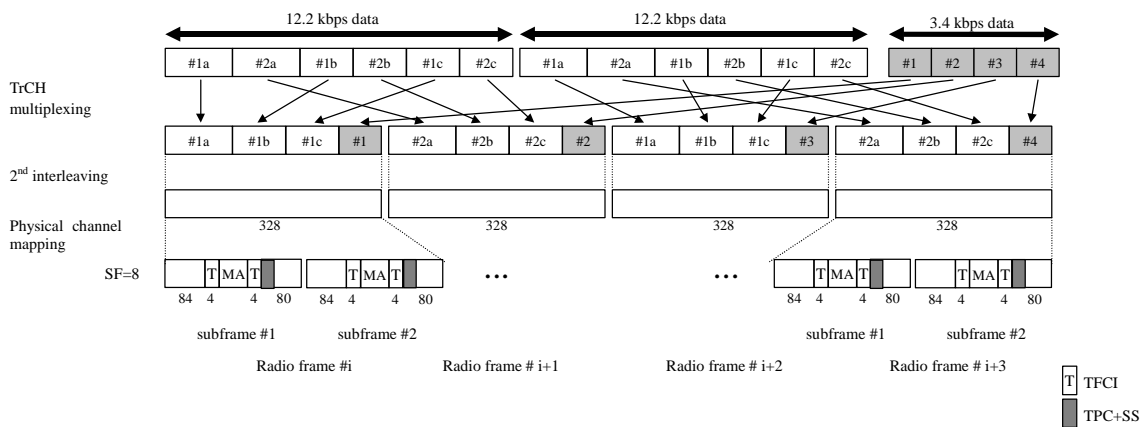 12.2 kbps data 12.2 kbps data 3.4 kbps data
#1a #2a #1b #2b #1c #2c #1a #2a #1b #2b #1c #2c #1 #2 #3 #4
TrCH
multiplexing
#1a #1b #1c #1 #2a #2b #2c #2 #1a #1b #1c #3 #2a #2b #2c #4
2nd interleaving
Physical channel
mapping
328 328 328 328
SF=8 T MA T T MA T ... ... T MA T T MA T
84 4 4 80 84 4 4 80 84 4 4 80 84 4 4 80
subframe #1 subframe #2 subframe #1 subframe #2
Radio frame #i Radio frame # i+1 Radio frame # i+2 Radio frame # i+3
T TFCI
TPC+SS